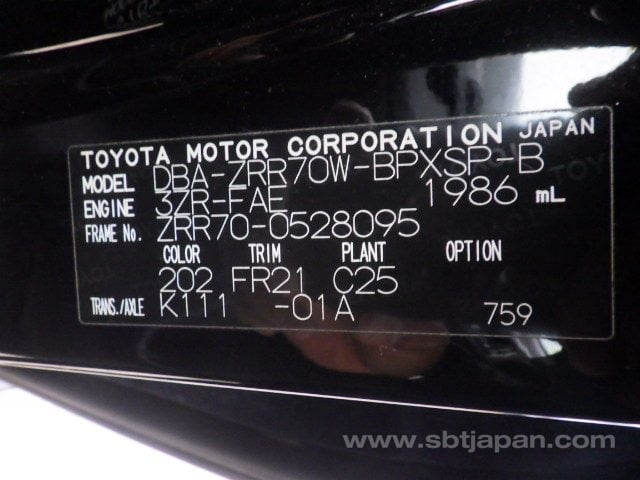 TOYOTA MOTOR CORPORATION JAPAN
MODEL DBA-ZRR70W-BPXSP-B
ENGINE 3ZR-FAE 1986 mL
FRAME No. ZRR70-0528095
COLOR TRIM PLANT OPTION
202 FR21 C25
TRANS./AXLE K111 -01A 759
www.sbtjapan.com